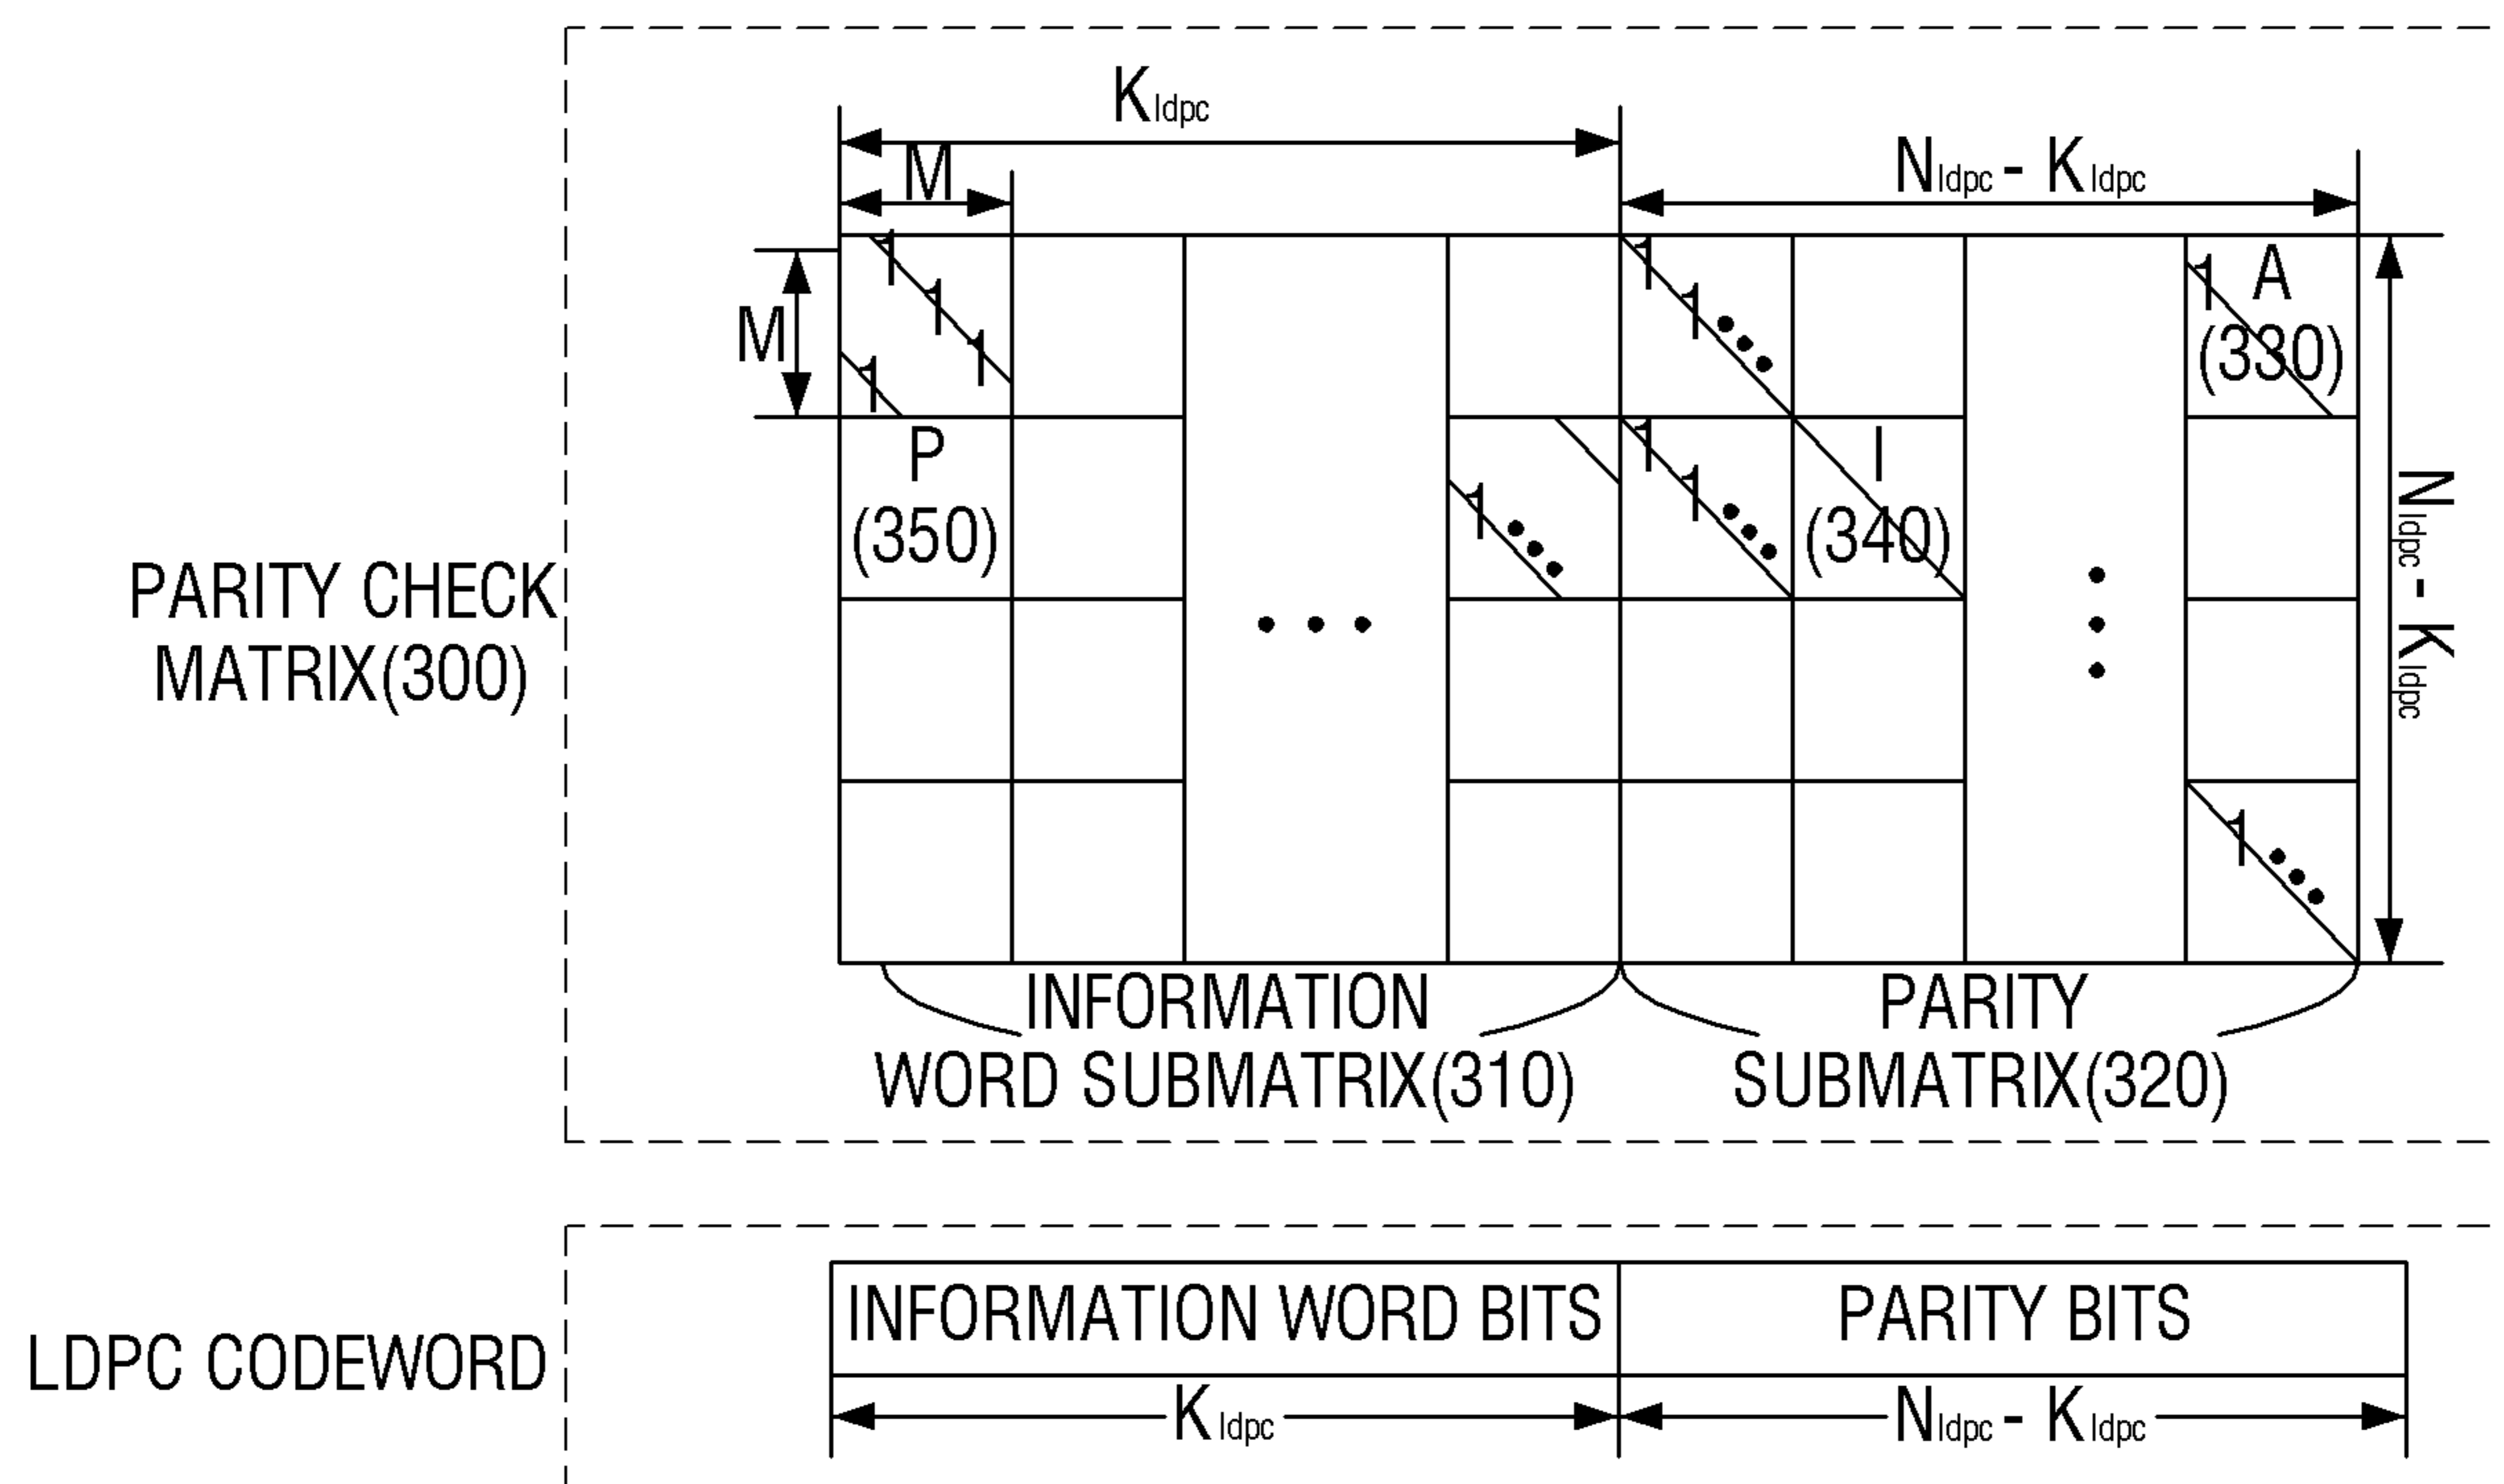 K ldpc
M
N ldpc - K ldpc
M
1
1
1
1
1
1
1
A
(330)
P
(350)
1
1
1
I
(340)
N ldpc - K ldpc
PARITY CHECK
MATRIX(300)
1
INFORMATION
WORD SUBMATRIX(310)
PARITY
SUBMATRIX(320)
LDPC CODEWORD
INFORMATION WORD BITS
PARITY BITS
K ldpc
N ldpc - K ldpc